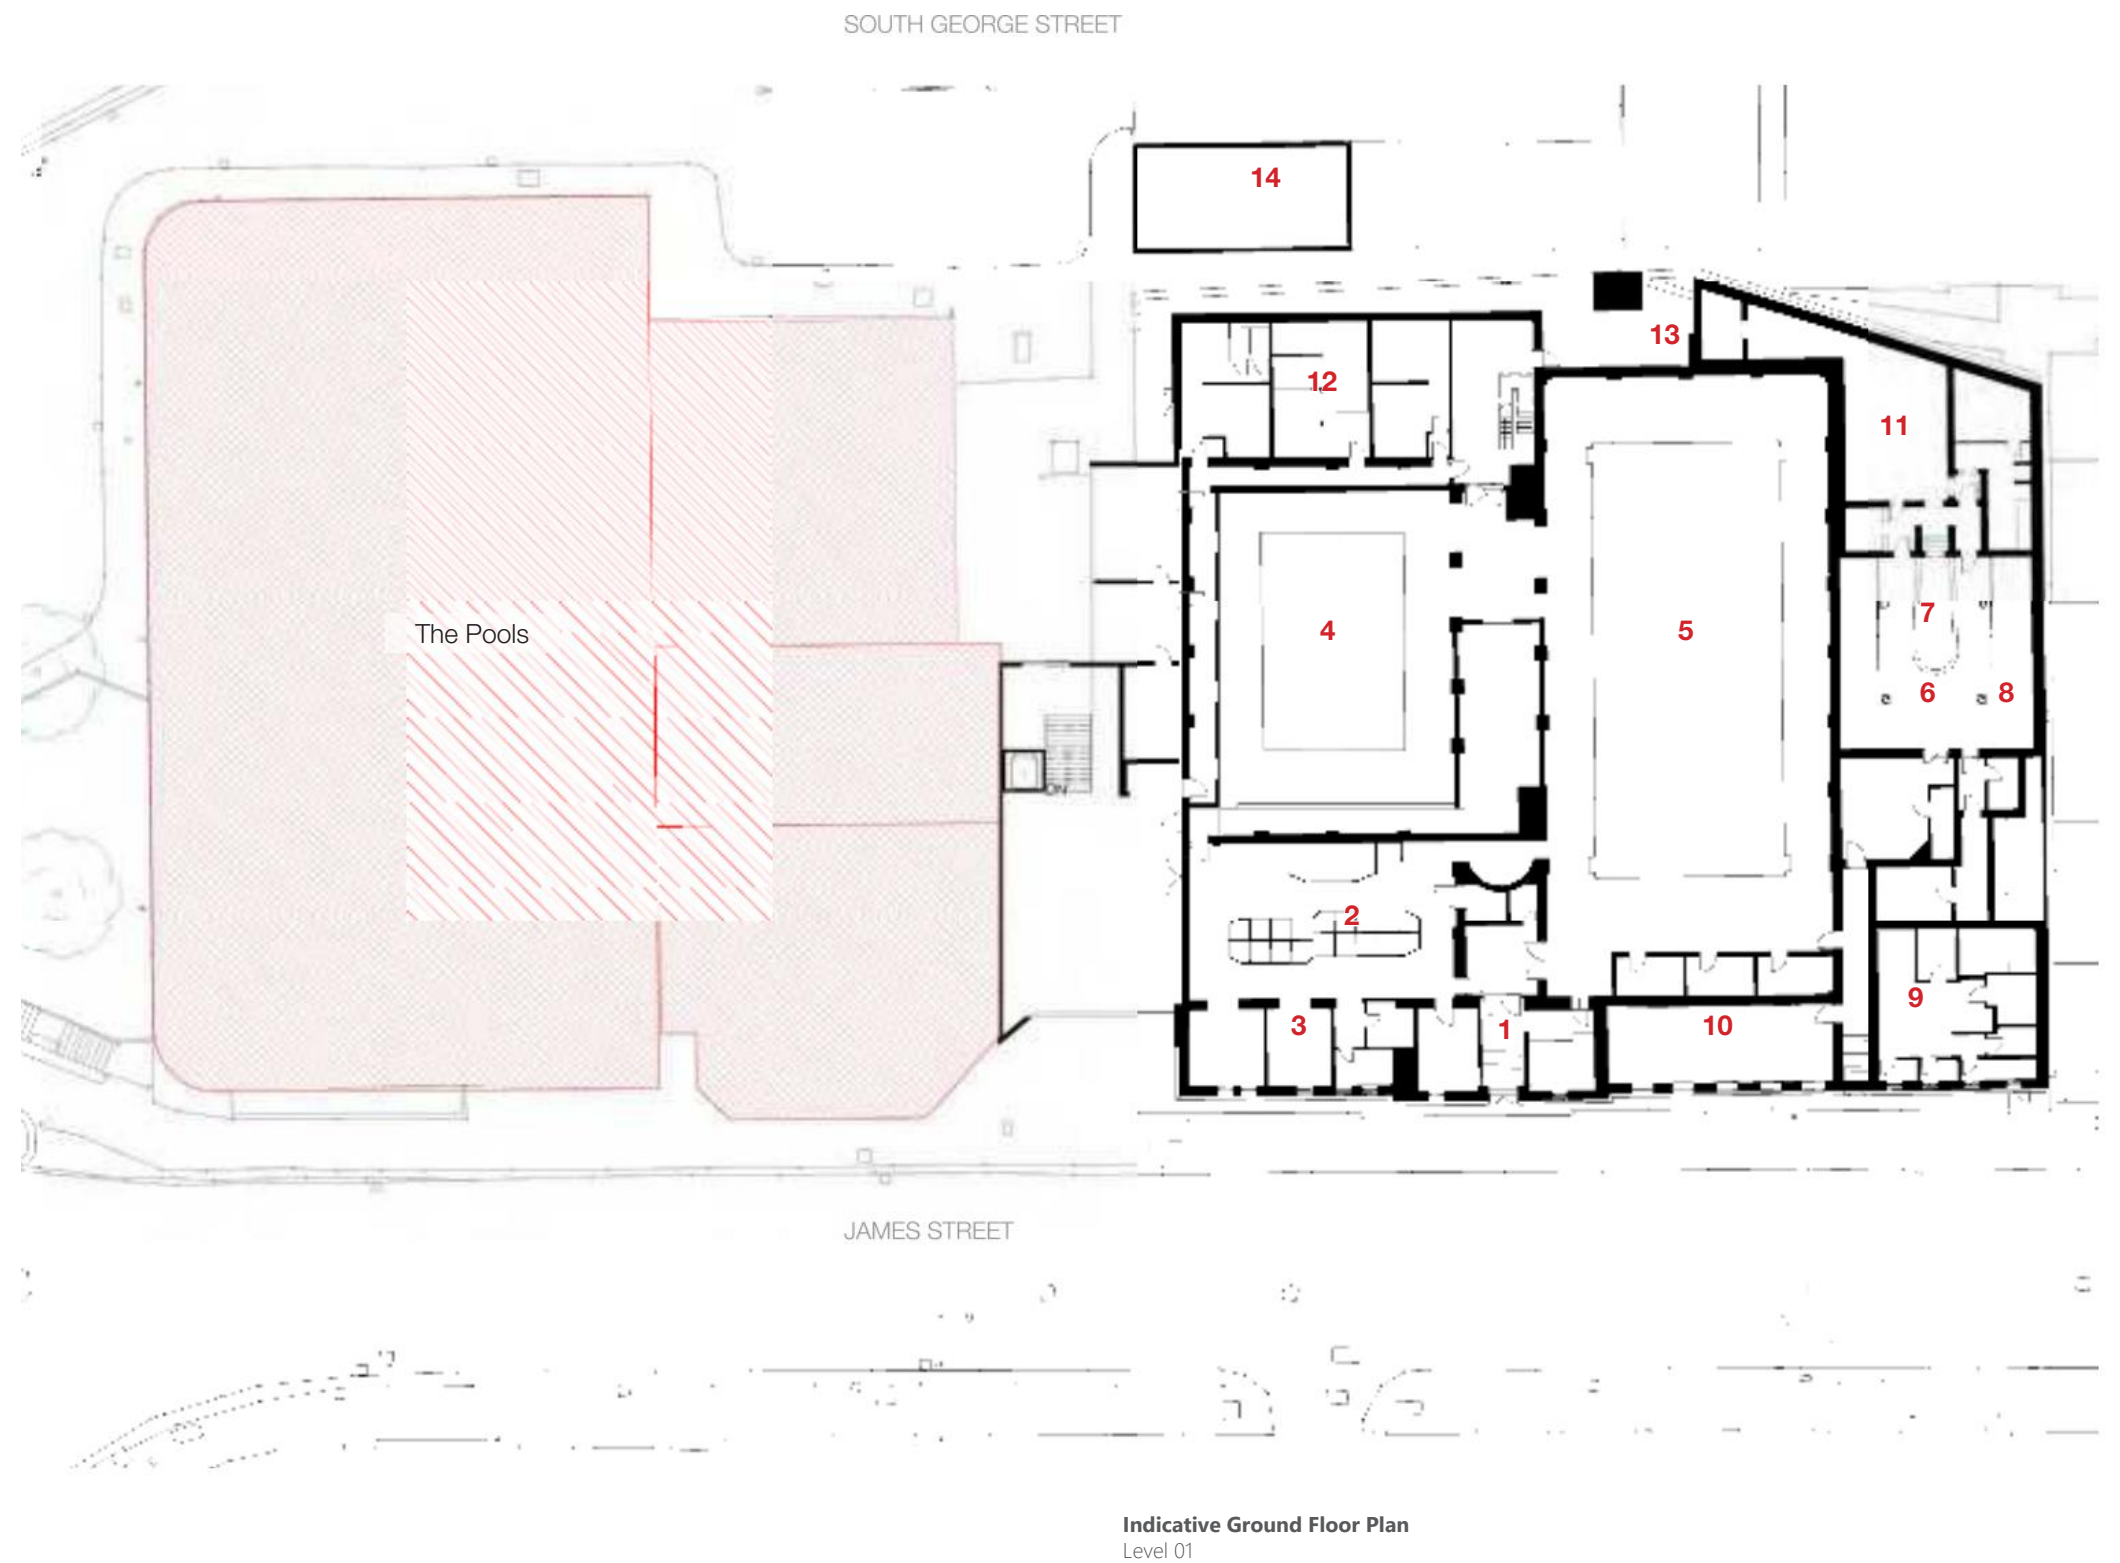 SOUTH GEORGE STREET
14
13
12
11
7
The Pools
4
5
6
8
2
9
3
1
10
JAMES STREET
Indicative Ground Floor Plan
Level 01